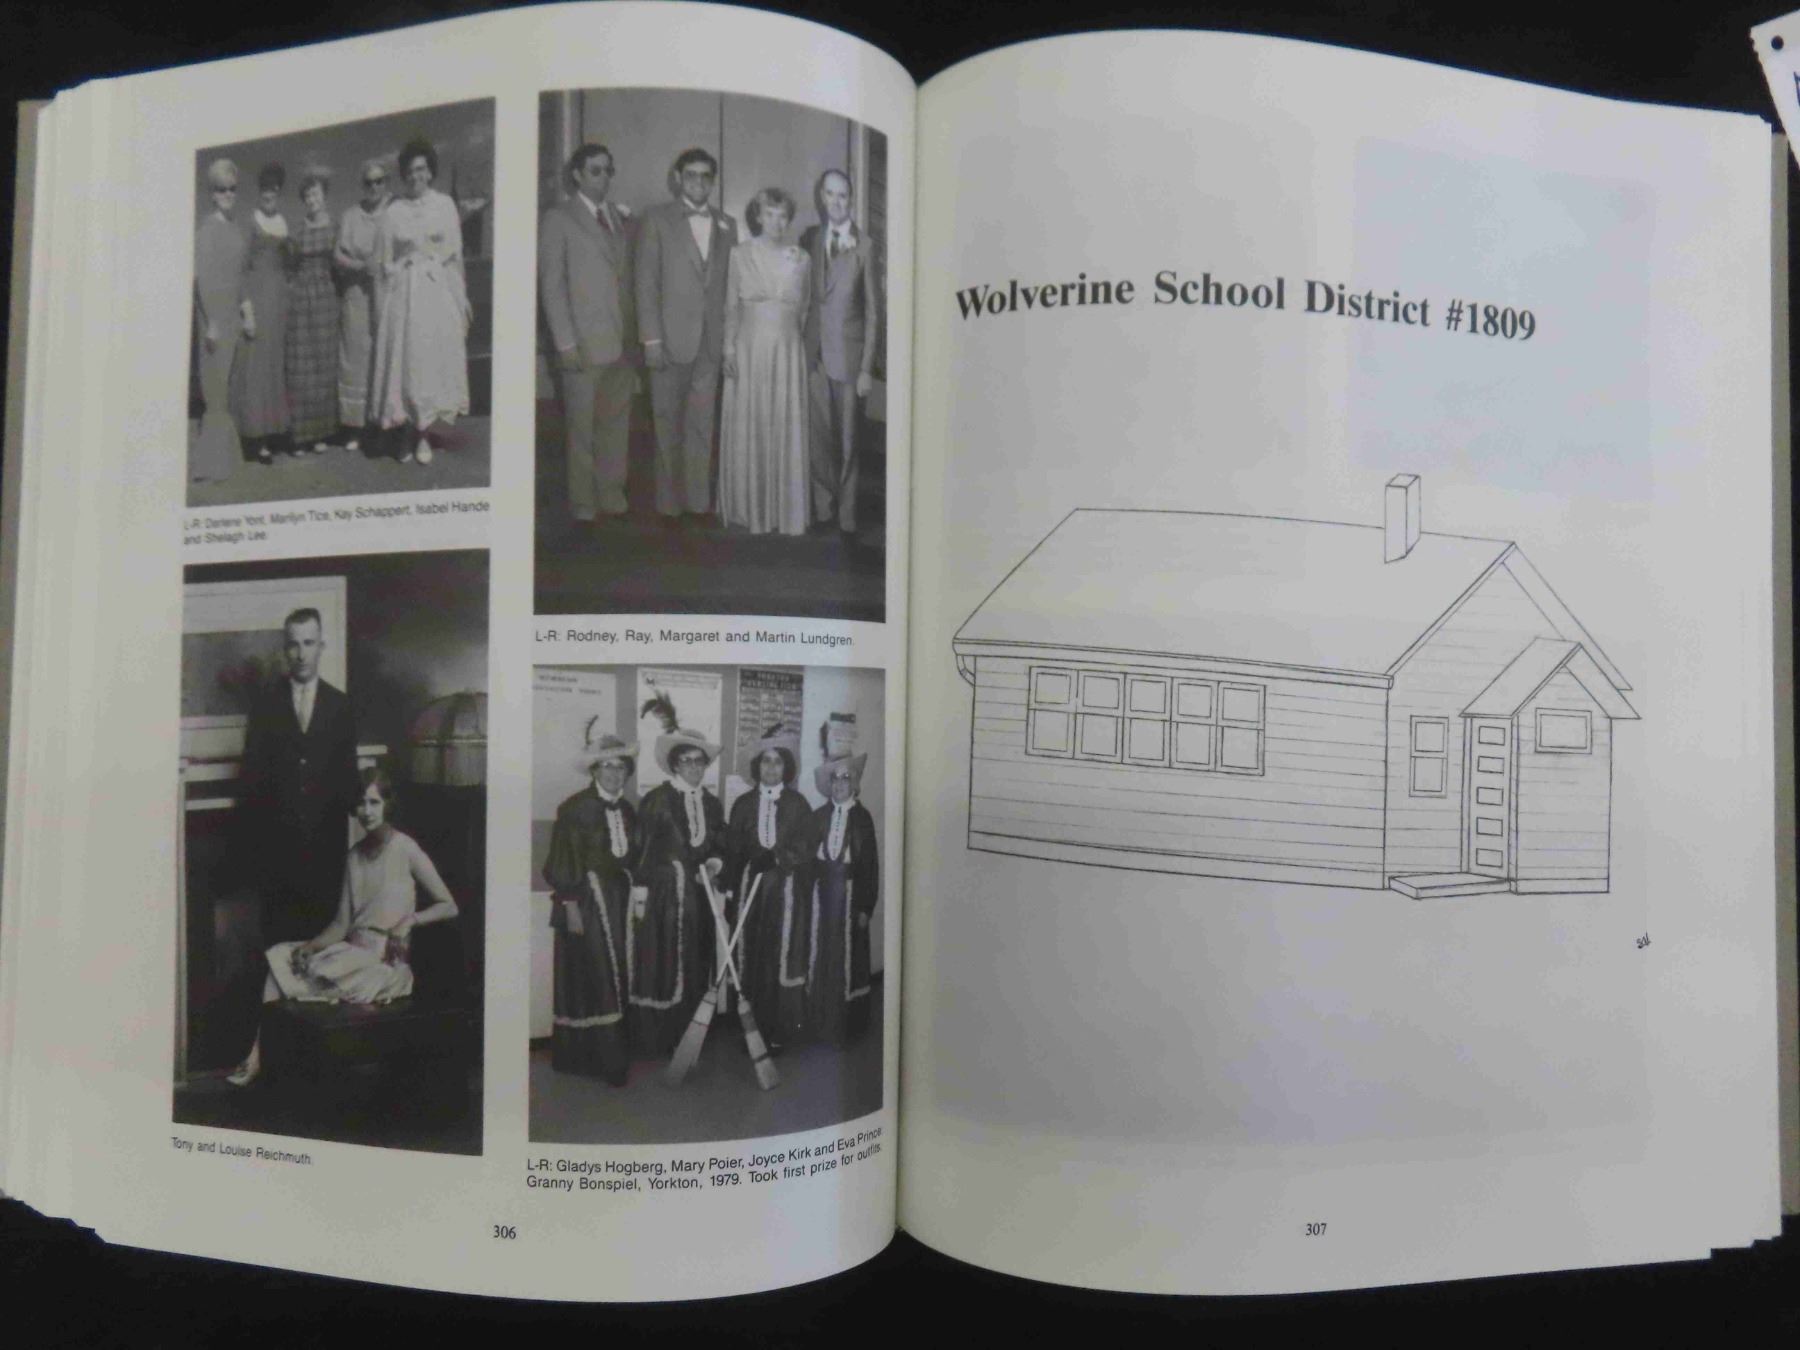 L-R: Darlene Yont, Marilyn Tice, Kay Schappert, Isabel Hande
and Shelagh Lee.
Tony and Louise Reichmuth.
L-R: Rodney, Ray, Margaret and Martin Lundgren.
L-R: Gladys Hogberg, Mary Poier, Joyce Kirk and Eva Prince.
Granny Bonspiel, Yorkton, 1979. Took first prize for outfits.
306
Wolverine School District #1809
307